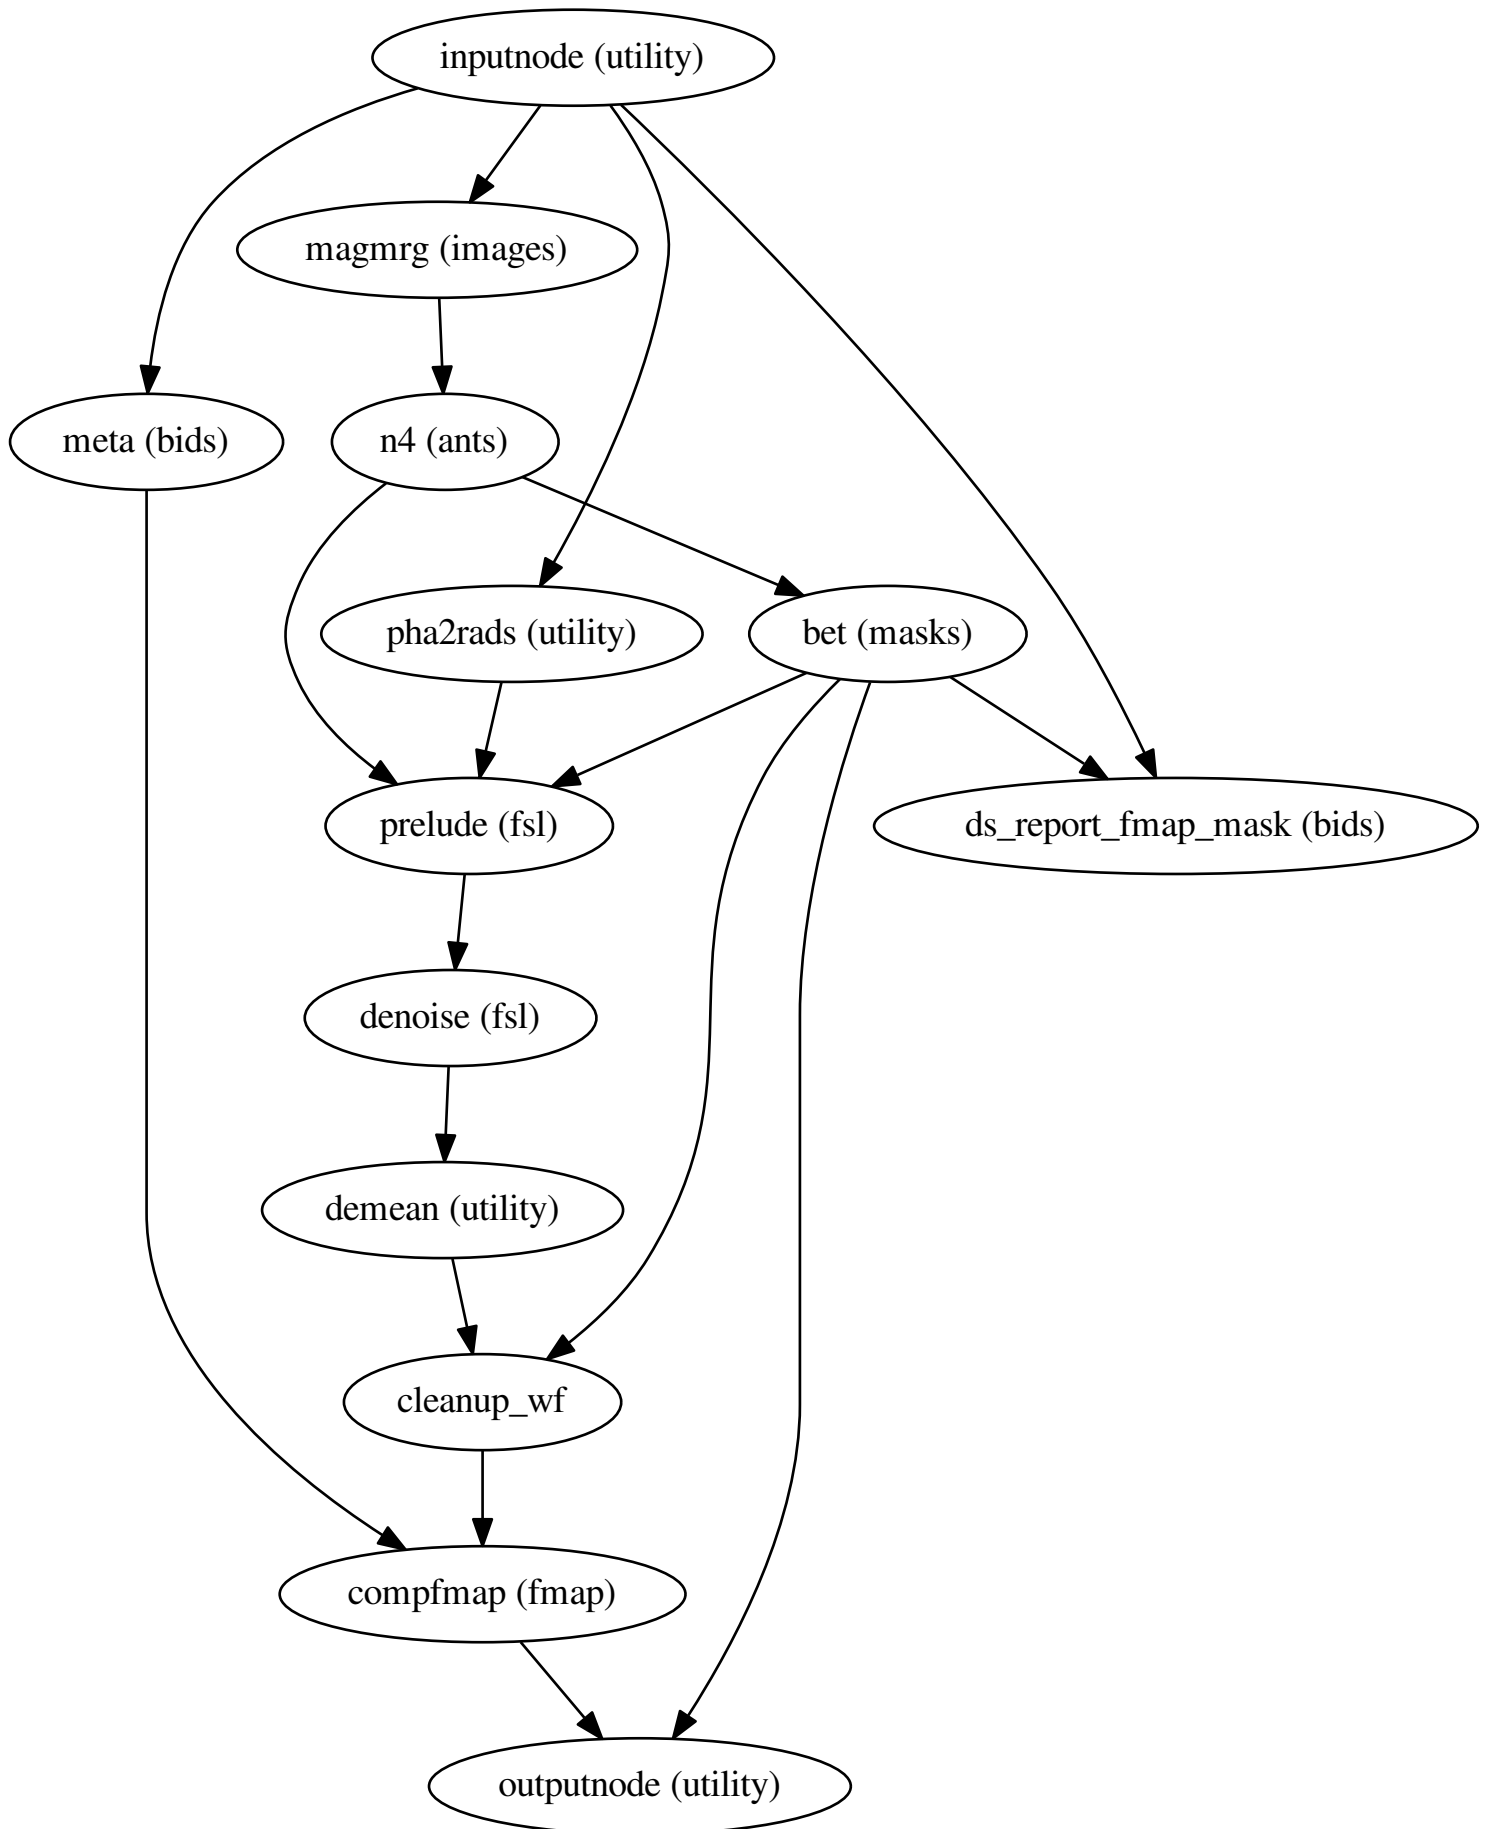 inputnode (utility)
magmrg (images)
meta (bids)
n4 (ants)
pha2rads (utility)
bet (masks)
prelude (fsl)
ds_report_fmap_mask (bids)
denoise (fsl)
demean (utility)
cleanup_wf
compfmap (fmap)
outputnode (utility)